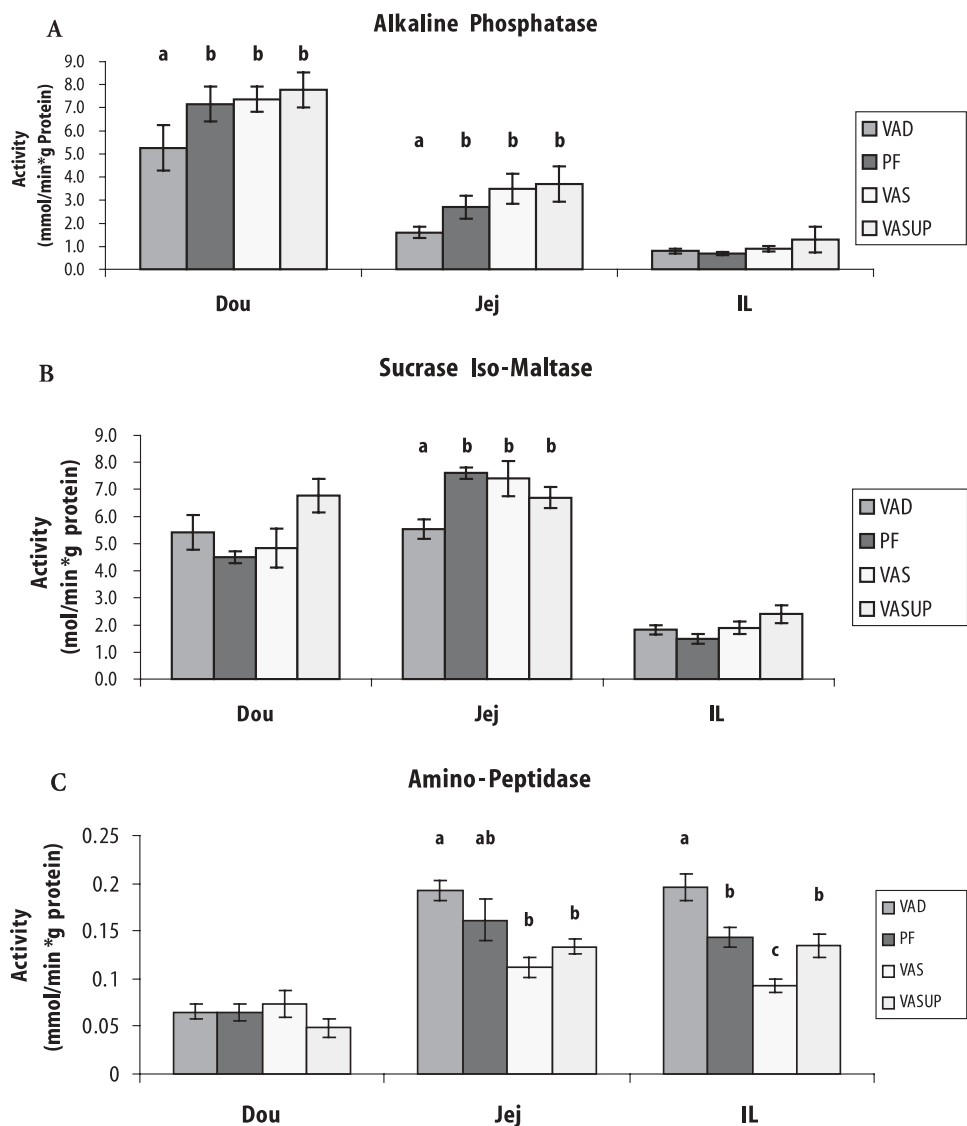 A
Alkaline Phosphatase
a b b b
a b b b
9.0
8.0
7.0
6.0
5.0
4.0
3.0
2.0
1.0
0.0
Activity
(mmol/min*g Protein)
Dou Jej IL
VAD
PF
VAS
VASUP
B
Sucrase Iso-Maltase
a b b b
9.0
8.0
7.0
6.0
5.0
4.0
3.0
2.0
1.0
0.0
Activity
(mol/min*g protein)
Dou Jej IL
VAD
PF
VAS
VASUP
C
Amino-Peptidase
a ab b b
a b c b
0.25
0.2
0.15
0.1
0.05
0
Activity
(mmol/min*g protein)
Dou Jej IL
VAD
PF
VAS
VASUP